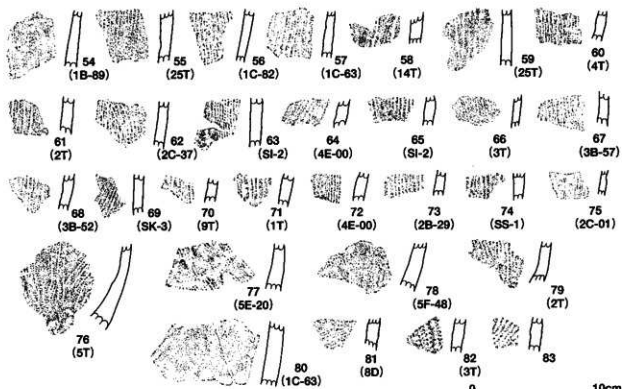 54 55 56 57 58 59 60
(1B-89) (25T) (1C-82) (1C-63) (14T) (25T) (4T)
61 62 63 64 65 66 67
(2T) (2C-37) (SI-2) (4E-00) (SI-2) (3T) (3B-57)
68 69 70 71 72 73 74 75
(3B-52) (SK-3) (9T) (1T) (4E-00) (2B-29) (SS-1) (2C-01)
76 77 78 79
(5T) (5E-20) (5F-48) (2T)
80 81 82 83
(1C-63) (8D) (3T)
0 10cm